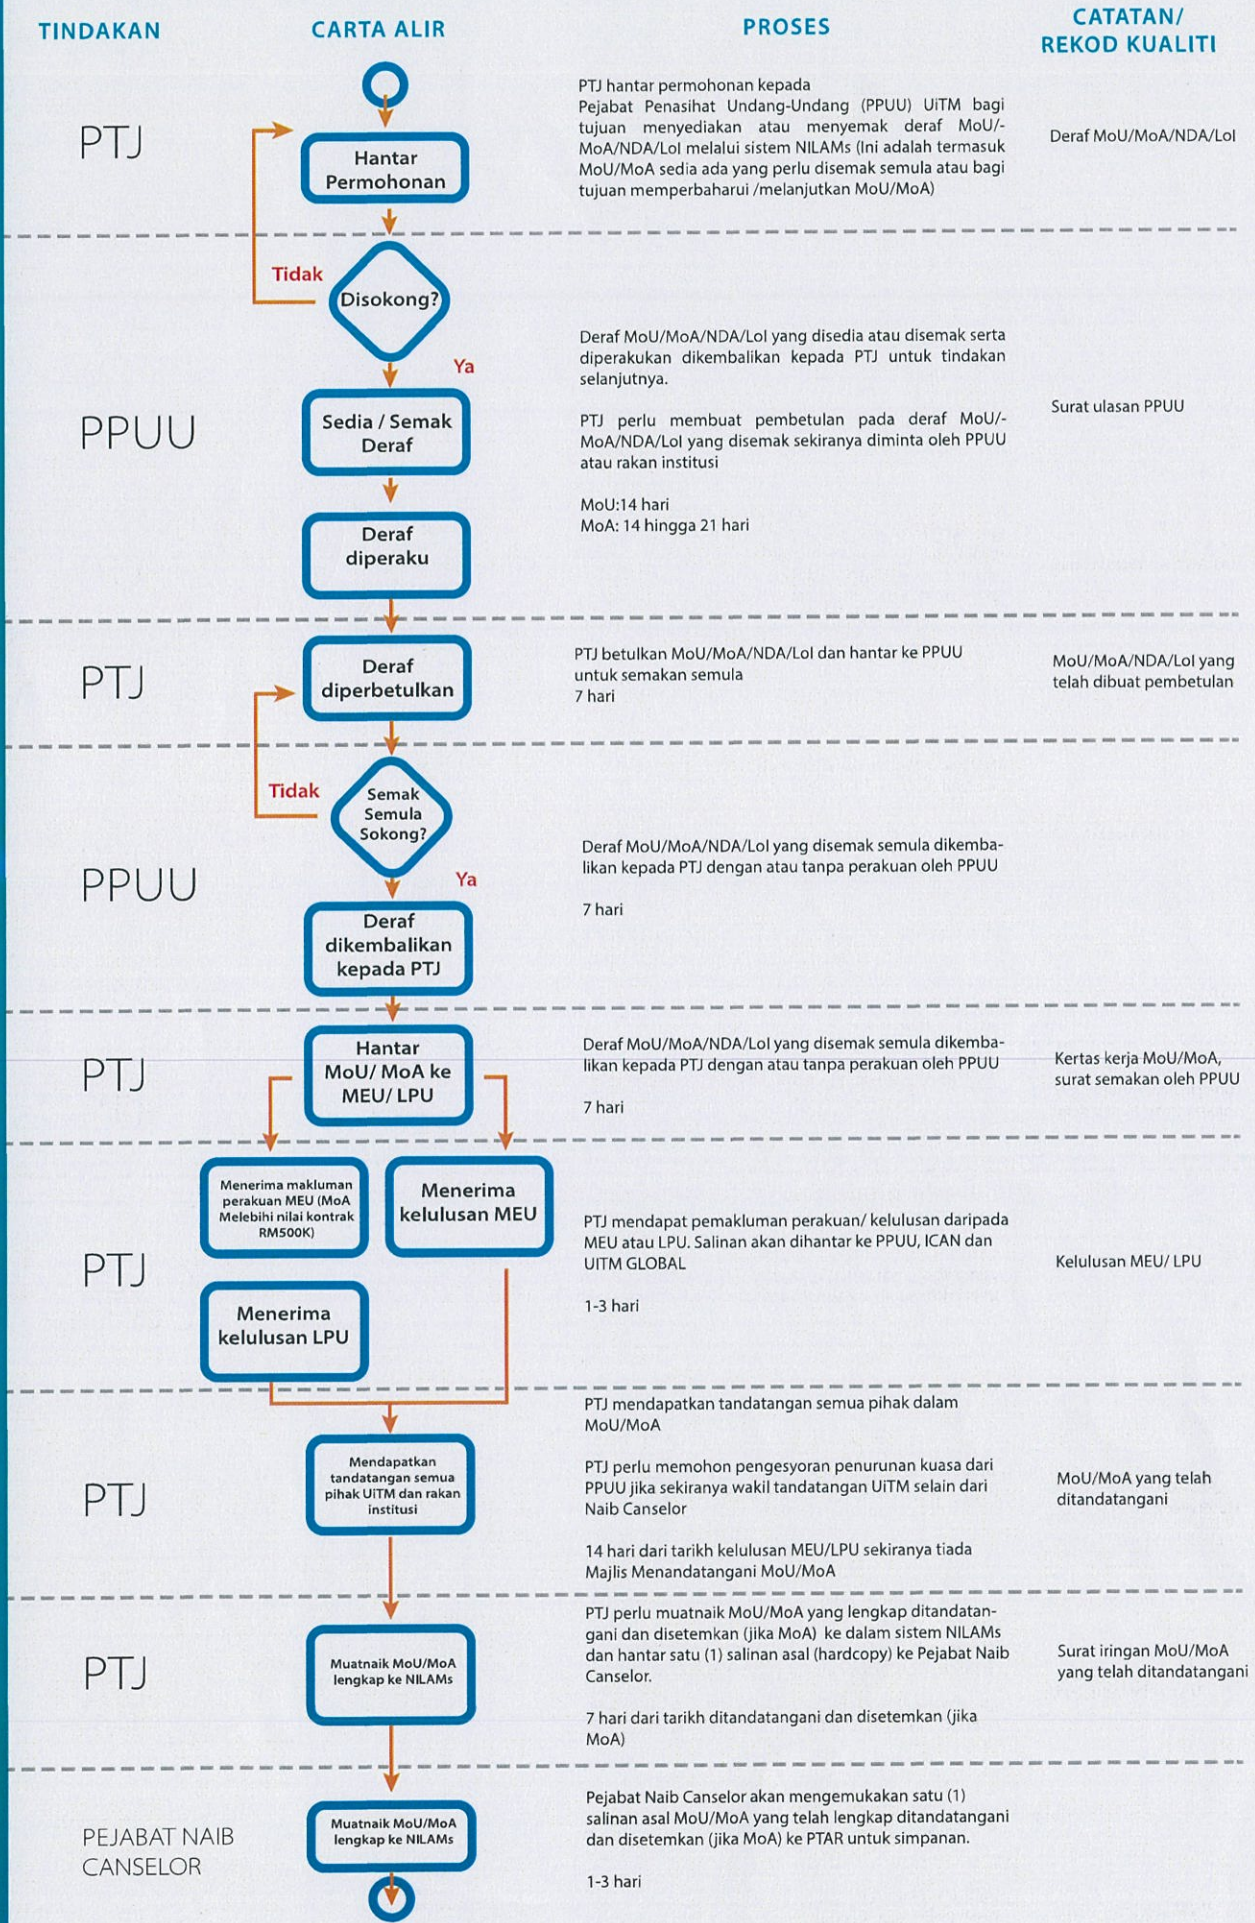 TINDAKAN
CARTA ALIR
PROSES
CATATAN/
REKOD KUALITI
PTJ
Hantar
Permohonan
PTJ hantar permohonan kepada
Pejabat Penasihat Undang-Undang (PPUU) UiTM bagi
tujuan menyediakan atau menyemak deraf MoU/-
MoA/NDA/LoI melalui sistem NILAMs (Ini adalah termasuk
MoU/MoA sedia ada yang perlu disemak semula atau bagi
tujuan memperbaharui /melanjutkan MoU/MoA)
Deraf MoU/MoA/NDA/LoI
PPUU
Tidak
Disokong?
Ya
Sedia / Semak
Deraf
Deraf
diperaku
Deraf MoU/MoA/NDA/LoI yang disedia atau disemak serta
diperakukan dikembalikan kepada PTJ untuk tindakan
selanjutnya.
PTJ perlu membuat pembetulan pada deraf MoU/-
MoA/NDA/LoI yang disemak sekiranya diminta oleh PPUU
atau rakan institusi
MoU:14 hari
MoA: 14 hingga 21 hari
Surat ulasan PPUU
PTJ
Deraf
diperbetulkan
PTJ betulkan MoU/MoA/NDA/LoI dan hantar ke PPUU
untuk semakan semula
7 hari
MoU/MoA/NDA/LoI yang
telah dibuat pembetulan
PPUU
Tidak
Semak
Semula
Sokong?
Ya
Deraf
dikembalikan
kepada PTJ
Deraf MoU/MoA/NDA/LoI yang disemak semula dikemba-
likan kepada PTJ dengan atau tanpa perakuan oleh PPUU
7 hari
PTJ
Hantar
MoU/ MoA ke
MEU/ LPU
Deraf MoU/MoA/NDA/LoI yang disemak semula dikemba-
likan kepada PTJ dengan atau tanpa perakuan oleh PPUU
7 hari
Kertas kerja MoU/MoA,
surat semakan oleh PPUU
PTJ
Menerima makluman
perakuan MEU (MoA
Melebihi nilai kontrak
RM500K)
Menerima
kelulusan MEU
Menerima
kelulusan LPU
PTJ mendapat pemakluman perakuan/ kelulusan daripada
MEU atau LPU. Salinan akan dihantar ke PPUU, ICAN dan
UITM GLOBAL
1-3 hari
Kelulusan MEU/ LPU
PTJ
Mendapatkan
tandatangan semua
pihak UiTM dan rakan
institusi
PTJ mendapatkan tandatangan semua pihak dalam
MoU/MoA
PTJ perlu memohon pengesyoran penurunan kuasa dari
PPUU jika sekiranya wakil tandatangan UiTM selain dari
Naib Canselor
14 hari dari tarikh kelulusan MEU/LPU sekiranya tiada
Majlis Menandatangani MoU/MoA
MoU/MoA yang telah
ditandatangani
PTJ
Muatnaik MoU/MoA
lengkap ke NILAMs
PTJ perlu muatnaik MoU/MoA yang lengkap ditandatan-
gani dan disetemkan (jika MoA) ke dalam sistem NILAMs
dan hantar satu (1) salinan asal (hardcopy) ke Pejabat Naib
Canselor.
7 hari dari tarikh ditandatangani dan disetemkan (jika
MoA)
Surat iringan MoU/MoA
yang telah ditandatangani
PEJABAT NAIB
CANSELOR
Muatnaik MoU/MoA
lengkap ke NILAMs
Pejabat Naib Canselor akan mengemukakan satu (1)
salinan asal MoU/MoA yang telah lengkap ditandatangani
dan disetemkan (jika MoA) ke PTAR untuk simpanan.
1-3 hari